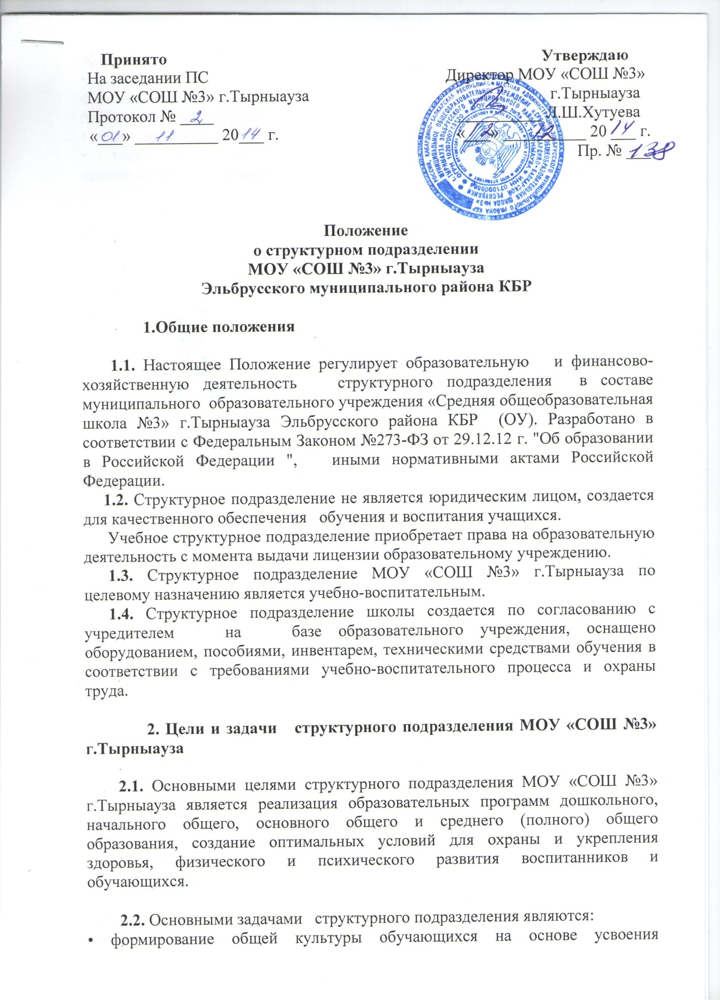 Принято
На заседании ПС
МОУ «СОШ №3» г.Тырныауза
Протокол № 2
«01» 11 2014 г.
Утверждаю
Директор МОУ «СОШ №3»
г.Тырныауза
Л.Ш.Хутуева
«12» 12 2014 г.
Пр. № 138
Положение
о структурном подразделении
МОУ «СОШ №3» г.Тырныауза
Эльбрусского муниципального района КБР
1.Общие положения
1.1. Настоящее Положение регулирует образовательную и финансово-
хозяйственную деятельность структурного подразделения в составе
муниципального образовательного учреждения «Средняя общеобразовательная
школа №3» г.Тырныауза Эльбрусского района КБР (ОУ). Разработано в
соответствии с Федеральным Законом №273-ФЗ от 29.12.12 г. "Об образовании
в Российской Федерации ", иными нормативными актами Российской
Федерации.
1.2. Структурное подразделение не является юридическим лицом, создается
для качественного обеспечения обучения и воспитания учащихся.
Учебное структурное подразделение приобретает права на образовательную
деятельность с момента выдачи лицензии образовательному учреждению.
1.3. Структурное подразделение МОУ «СОШ №3» г.Тырныауза по
целевому назначению является учебно-воспитательным.
1.4. Структурное подразделение школы создается по согласованию с
учредителем на базе образовательного учреждения, оснащено
оборудованием, пособиями, инвентарем, техническими средствами обучения в
соответствии с требованиями учебно-воспитательного процесса и охраны
труда.
2. Цели и задачи структурного подразделения МОУ «СОШ №3»
г.Тырныауза
2.1. Основными целями структурного подразделения МОУ «СОШ №3»
г.Тырныауза является реализация образовательных программ дошкольного,
начального общего, основного общего и среднего (полного) общего
образования, создание оптимальных условий для охраны и укрепления
здоровья, физического и психического развития воспитанников и
обучающихся.
2.2. Основными задачами структурного подразделения являются:
• формирование общей культуры обучающихся на основе усвоения